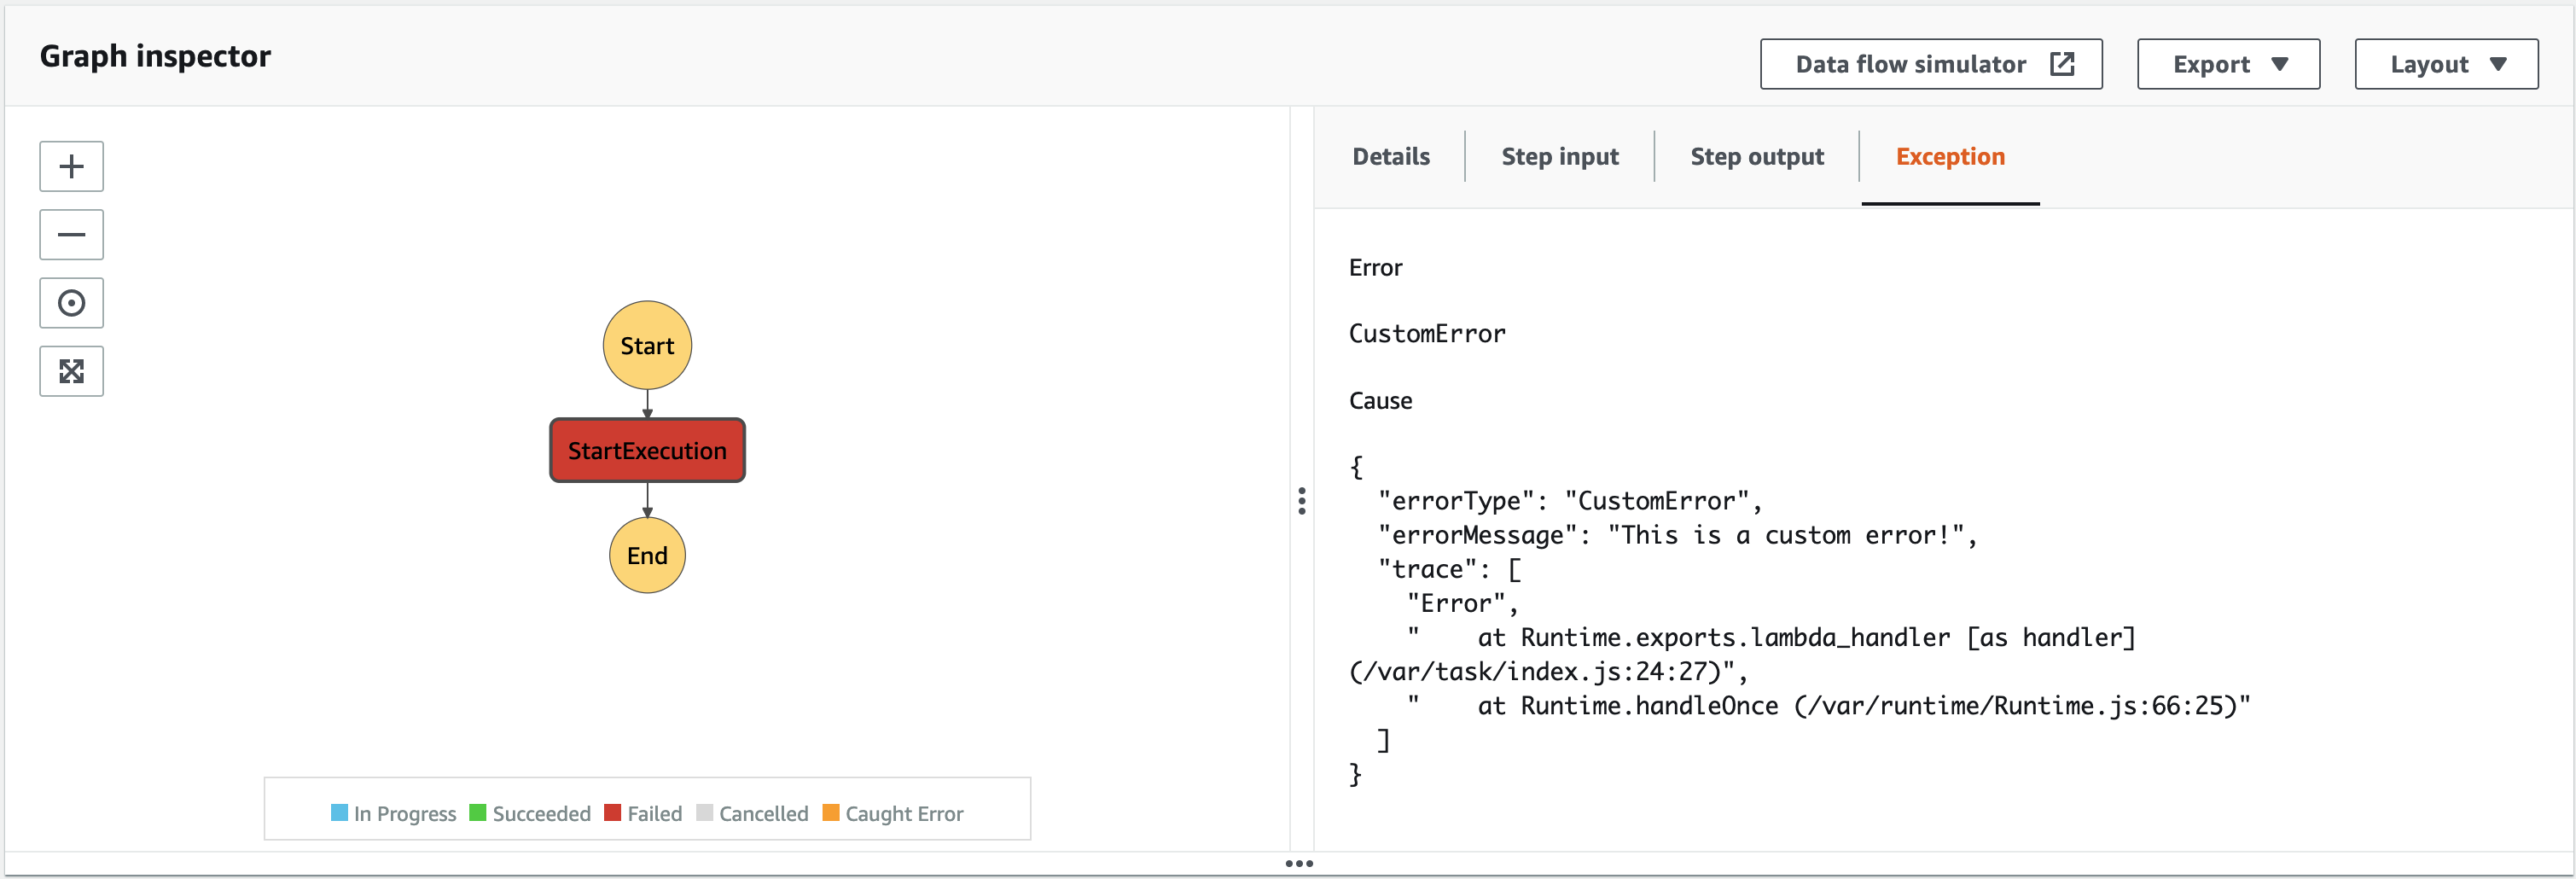 Graph inspector
Data flow simulator
Export
Layout
Start
StartExecution
End
In Progress Succeeded Failed Cancelled Caught Error
Details
Step input
Step output
Exception
Error
CustomError
Cause
{
  "errorType": "CustomError",
  "errorMessage": "This is a custom error!",
  "trace": [
    "Error",
    "    at Runtime.exports.lambda_handler [as handler]
(/var/task/index.js:24:27)",
    "    at Runtime.handleOnce (/var/runtime/Runtime.js:66:25)"
  ]
}